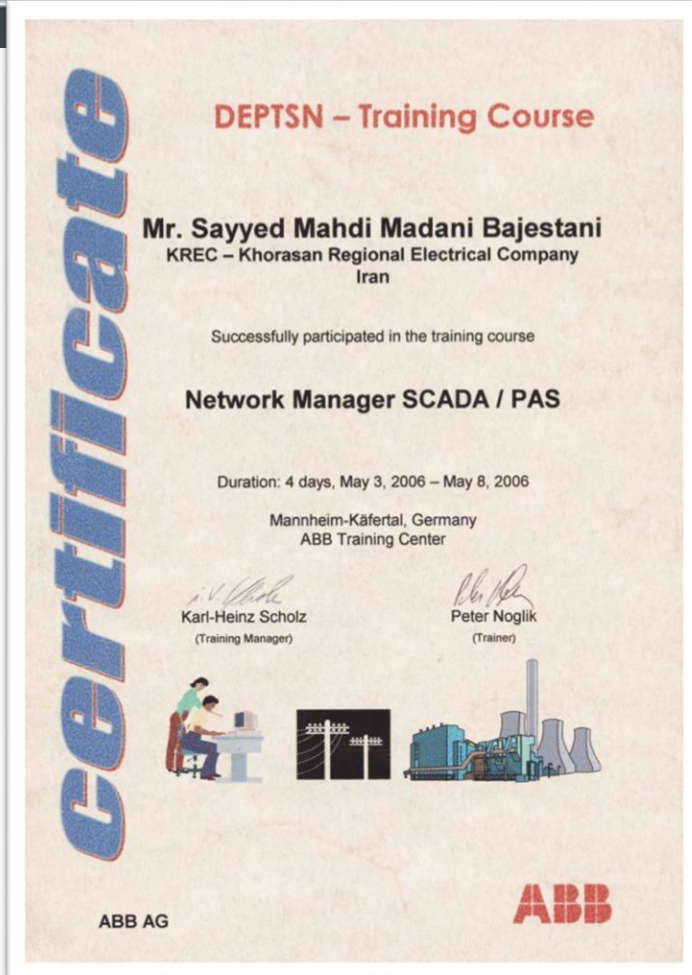 certificate
DEPTSN – Training Course
Mr. Sayyed Mahdi Madani Bajestani
KREC – Khorasan Regional Electrical Company
Iran
Successfully participated in the training course
Network Manager SCADA / PAS
Duration: 4 days, May 3, 2006 – May 8, 2006
Mannheim-Käfertal, Germany
ABB Training Center
Karl-Heinz Scholz
(Training Manager)
Peter Noglik
(Trainer)
ABB AG
ABB